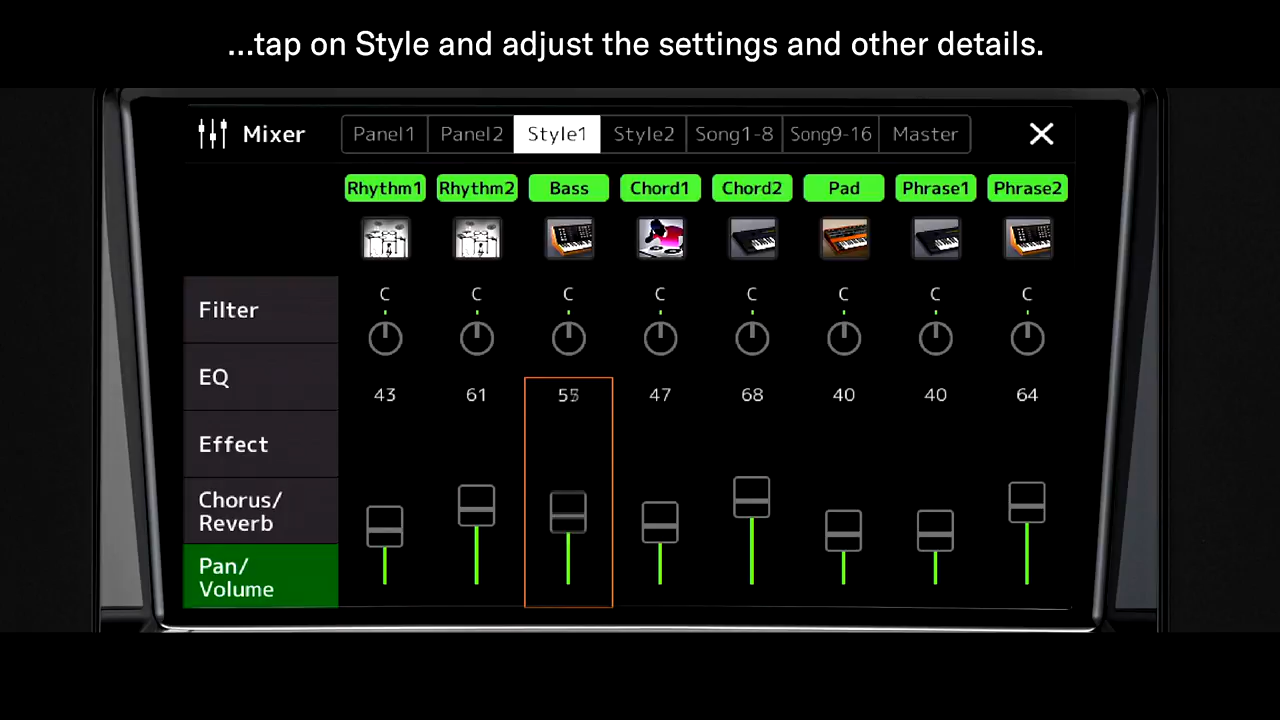 ...tap on Style and adjust the settings and other details.
Mixer
Panel1 Panel2 Style1 Style2 Song1-8 Song9-16 Master
Rhythm1 Rhythm2 Bass Chord1 Chord2 Pad Phrase1 Phrase2
C C C C C C C C
Filter
43 61 47 68 40 40 64
EQ
Effect
Chorus/
Reverb
Pan/
Volume